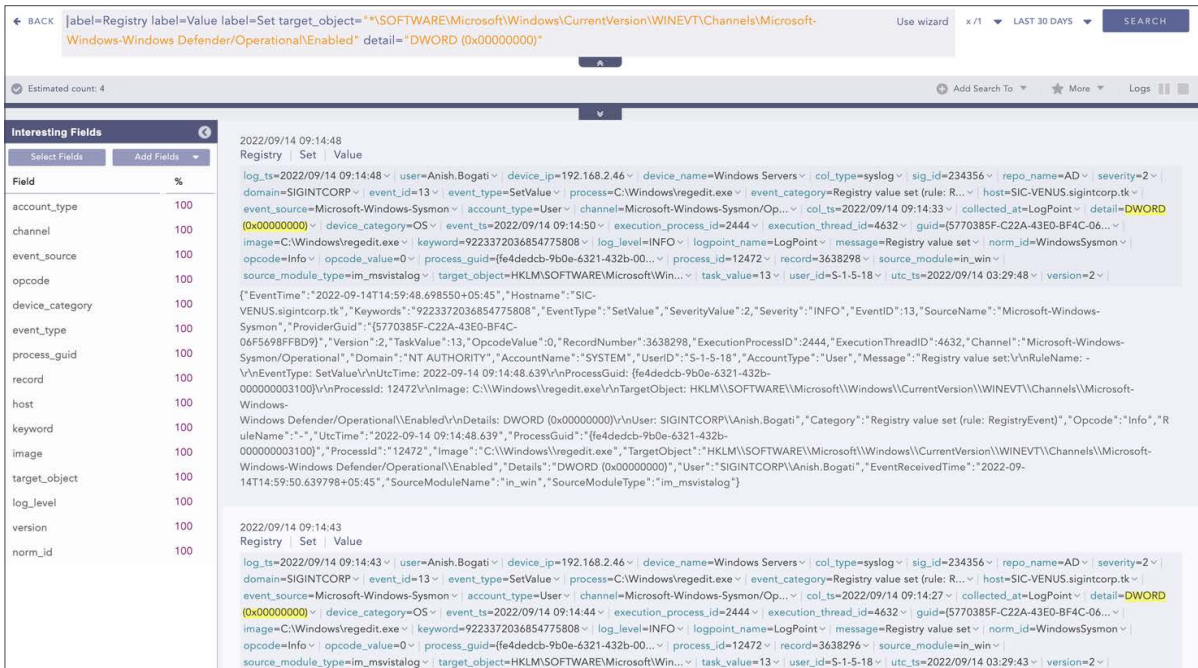 BACK
label=Registry label=Value label=Set target_object="*\SOFTWARE\Microsoft\Windows\CurrentVersion\WINEVT\Channels\Microsoft-
Windows-Windows Defender/Operational\Enabled" detail="DWORD (0x00000000)"
Use wizard
x /1
LAST 30 DAYS
SEARCH
Estimated count: 4
Add Search To
More
Logs
Interesting Fields
Select Fields Add Fields
Field %
account_type 100
channel 100
event_source 100
opcode 100
device_category 100
event_type 100
process_guid 100
record 100
host 100
keyword 100
image 100
target_object 100
log_level 100
version 100
norm_id 100
2022/09/14 09:14:48
Registry | Set | Value
log_ts=2022/09/14 09:14:48 | user=Anish.Bogati | device_ip=192.168.2.46 | device_name=Windows Servers | col_type=syslog | sig_id=234356 | repo_name=AD | severity=2 |
domain=SIGINTCORP | event_id=13 | event_type=SetValue | process=C:\Windows\regedit.exe | event_category=Registry value set (rule: R... | host=SIC-VENUS.sigintcorp.tk |
event_source=Microsoft-Windows-Sysmon | account_type=User | channel=Microsoft-Windows-Sysmon/Op... | col_ts=2022/09/14 09:14:33 | collected_at=LogPoint | detail=DWORD
(0x00000000) | device_category=OS | event_ts=2022/09/14 09:14:50 | execution_process_id=2444 | execution_thread_id=4632 | guid={5770385F-C22A-43E0-BF4C-06... |
image=C:\Windows\regedit.exe | keyword=9223372036854775808 | log_level=INFO | logpoint_name=LogPoint | message=Registry value set | norm_id=WindowsSysmon |
opcode=Info | opcode_value=0 | process_guid={fe4dedcb-9b0e-6321-432b-00... | process_id=12472 | record=3638298 | source_module=in_win |
source_module_type=im_msvistalog | target_object=HKLM\SOFTWARE\Microsoft\Win... | task_value=13 | user_id=S-1-5-18 | utc_ts=2022/09/14 03:29:48 | version=2 |
{"EventTime":"2022-09-14T14:59:48.698550+05:45","Hostname":"SIC-
VENUS.sigintcorp.tk","Keywords":"9223372036854775808","EventType":"SetValue","SeverityValue":2,"Severity":"INFO","EventID":13,"SourceName":"Microsoft-Windows-
Sysmon","ProviderGuid":"{5770385F-C22A-43E0-BF4C-
06F5698FFBD9}","Version":2,"TaskValue":13,"OpcodeValue":0,"RecordNumber":3638298,"ExecutionProcessID":2444,"ExecutionThreadID":4632,"Channel":"Microsoft-Windows-
Sysmon/Operational","Domain":"NT AUTHORITY","AccountName":"SYSTEM","UserID":"S-1-5-18","AccountType":"User","Message":"Registry value set:\r\nRuleName: -
\r\nEventType: SetValue\r\nUtcTime: 2022-09-14 09:14:48.639\r\nProcessGuid: {fe4dedcb-9b0e-6321-432b-
000000003100}\r\nProcessId: 12472\r\nImage: C:\\Windows\\regedit.exe\r\nTargetObject: HKLM\\SOFTWARE\\Microsoft\\Windows\\CurrentVersion\\WINEVT\\Channels\\Microsoft-
Windows-
Windows Defender/Operational\\Enabled\r\nDetails: DWORD (0x00000000)\r\nUser: SIGINTCORP\\Anish.Bogati","Category":"Registry value set (rule: RegistryEvent)","Opcode":"Info","R
uleName":"-","UtcTime":"2022-09-14 09:14:48.639","ProcessGuid":"{fe4dedcb-9b0e-6321-432b-
000000003100}","ProcessId":"12472","Image":"C:\\Windows\\regedit.exe","TargetObject":"HKLM\\SOFTWARE\\Microsoft\\Windows\\CurrentVersion\\WINEVT\\Channels\\Microsoft-
Windows-Windows Defender/Operational\\Enabled","Details":"DWORD (0x00000000)","User":"SIGINTCORP\\Anish.Bogati","EventReceivedTime":"2022-09-
14T14:59:50.639798+05:45","SourceModuleName":"in_win","SourceModuleType":"im_msvistalog"}
2022/09/14 09:14:43
Registry | Set | Value
log_ts=2022/09/14 09:14:43 | user=Anish.Bogati | device_ip=192.168.2.46 | device_name=Windows Servers | col_type=syslog | sig_id=234356 | repo_name=AD | severity=2 |
domain=SIGINTCORP | event_id=13 | event_type=SetValue | process=C:\Windows\regedit.exe | event_category=Registry value set (rule: R... | host=SIC-VENUS.sigintcorp.tk |
event_source=Microsoft-Windows-Sysmon | account_type=User | channel=Microsoft-Windows-Sysmon/Op... | col_ts=2022/09/14 09:14:27 | collected_at=LogPoint | detail=DWORD
(0x00000000) | device_category=OS | event_ts=2022/09/14 09:14:44 | execution_process_id=2444 | execution_thread_id=4632 | guid={5770385F-C22A-43E0-BF4C-06... |
image=C:\Windows\regedit.exe | keyword=9223372036854775808 | log_level=INFO | logpoint_name=LogPoint | message=Registry value set | norm_id=WindowsSysmon |
opcode=Info | opcode_value=0 | process_guid={fe4dedcb-9b0e-6321-432b-00... | process_id=12472 | record=3638296 | source_module=in_win |
source_module_type=im_msvistalog | target_object=HKLM\SOFTWARE\Microsoft\Win... | task_value=13 | user_id=S-1-5-18 | utc_ts=2022/09/14 03:29:43 | version=2 |